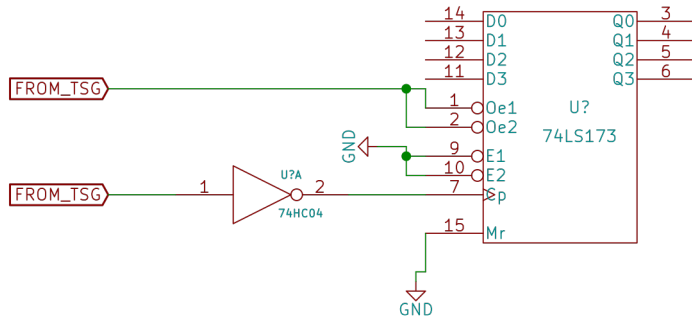 14 D0 Q0 3
13 D1 Q1 4
12 D2 Q2 5
11 D3 Q3 6
FROM_TSG
1 Oe1 U?
2 Oe2 74LS173
GND 9 E1
10 E2
U?A
FROM_TSG 1 2 7 Cp
74HC04
15 Mr
GND